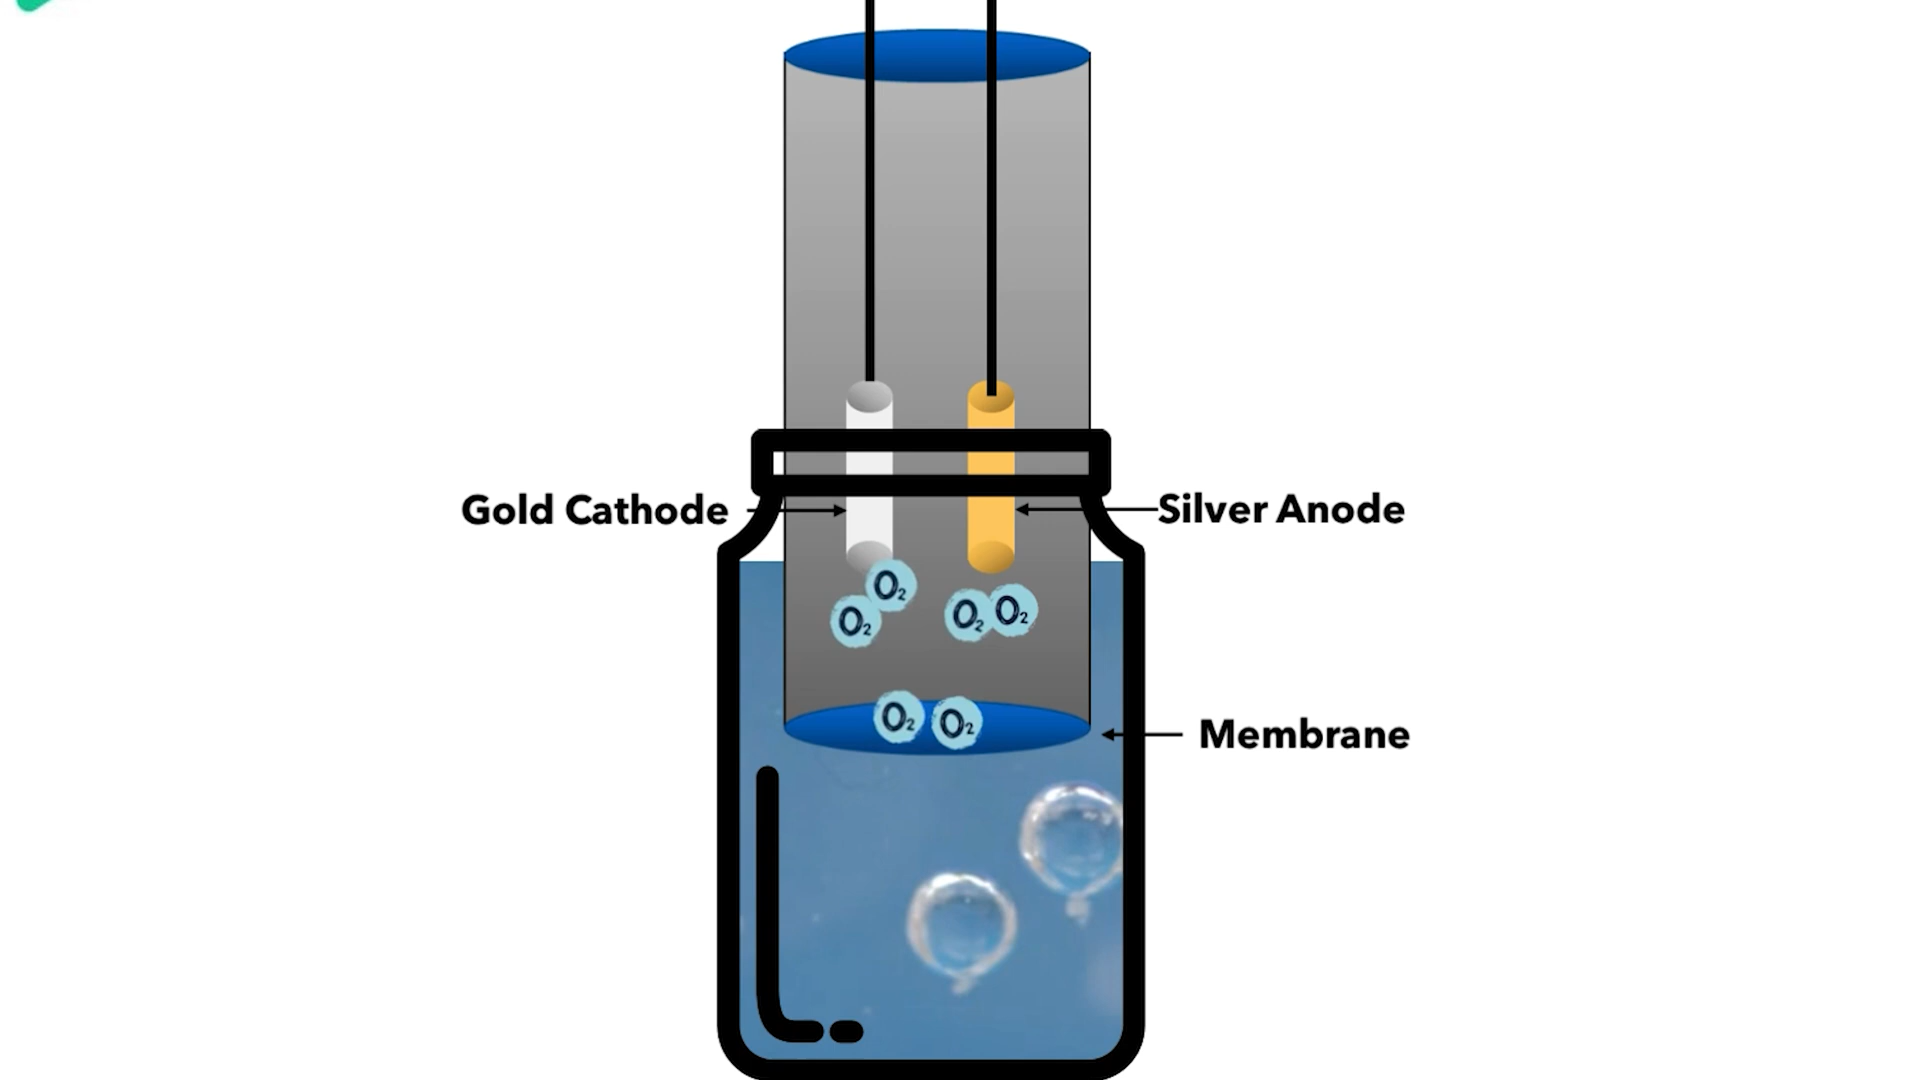 Gold Cathode
Silver Anode
O₂
O₂
O₂ O₂
O₂ O₂
Membrane